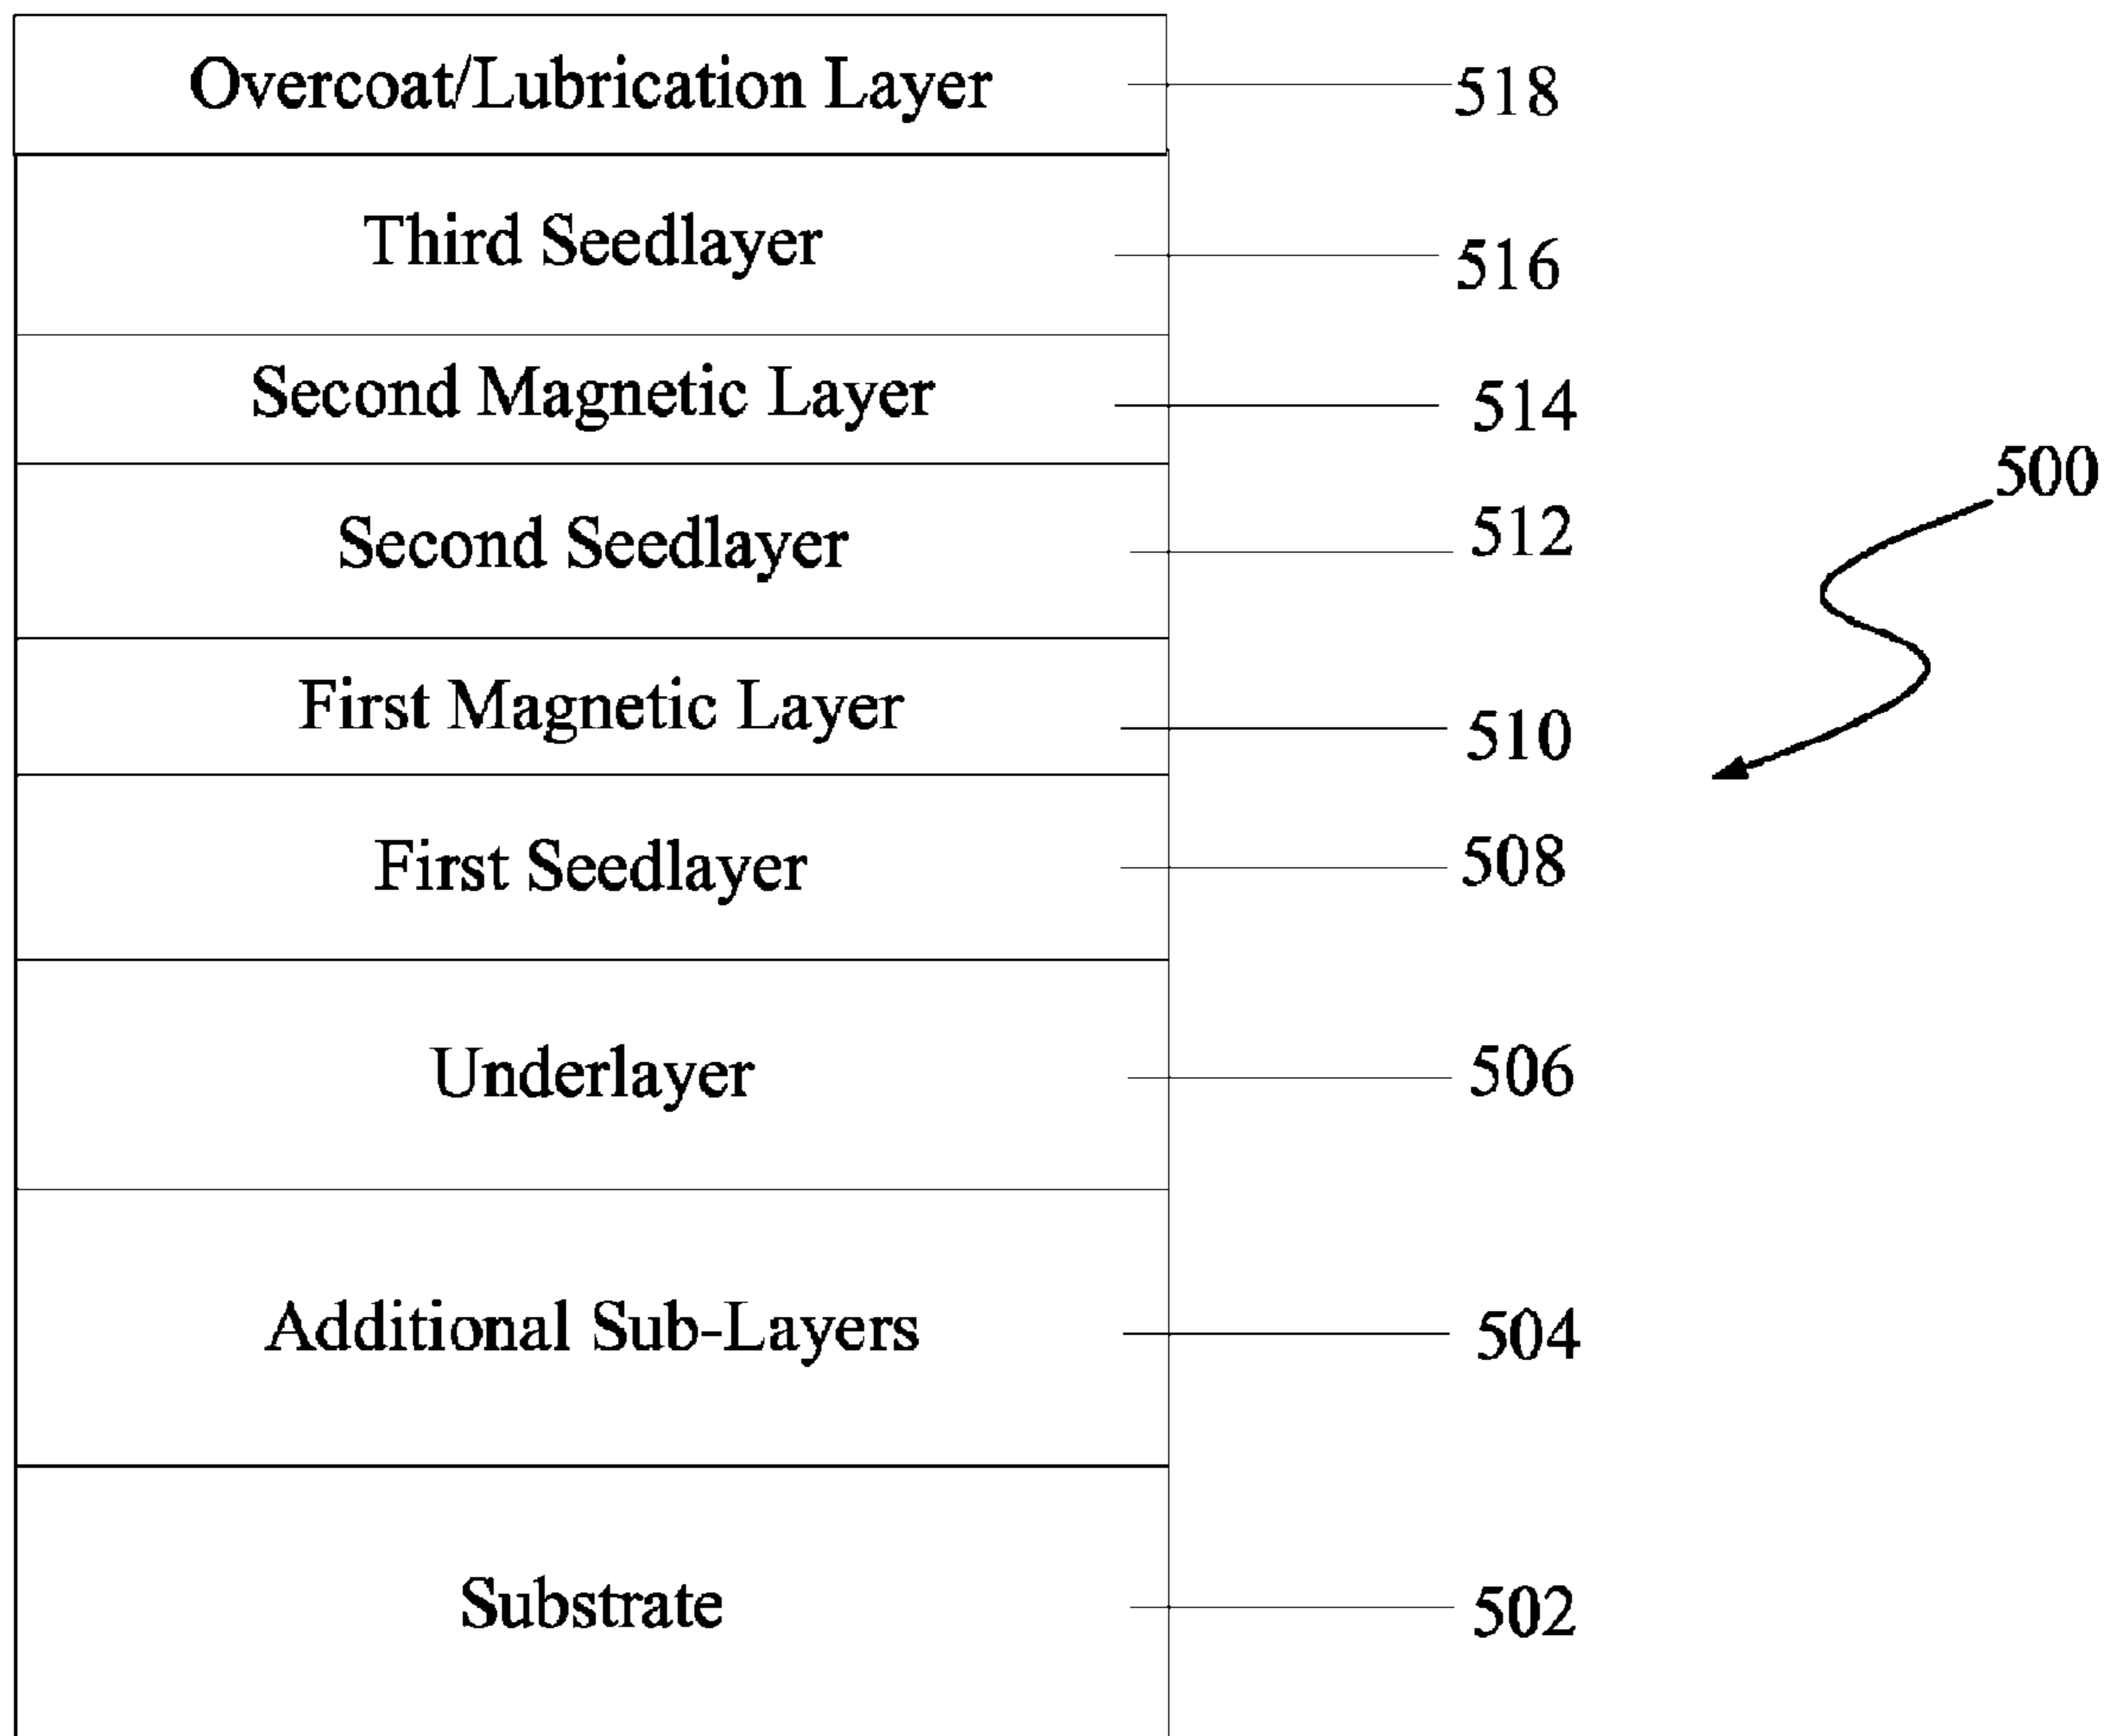 Overcoat/Lubrication Layer 518
Third Seedlayer 516
Second Magnetic Layer 514
500
Second Seedlayer 512
First Magnetic Layer 510
First Seedlayer 508
Underlayer 506
Additional Sub-Layers 504
Substrate 502